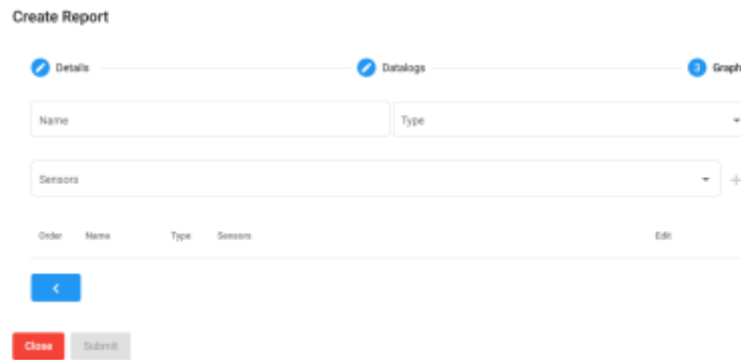 Create Report
Details Datalogs 3 Graph
Name Type
Sensors
Order Name Type Sensors Edit
Close Submit